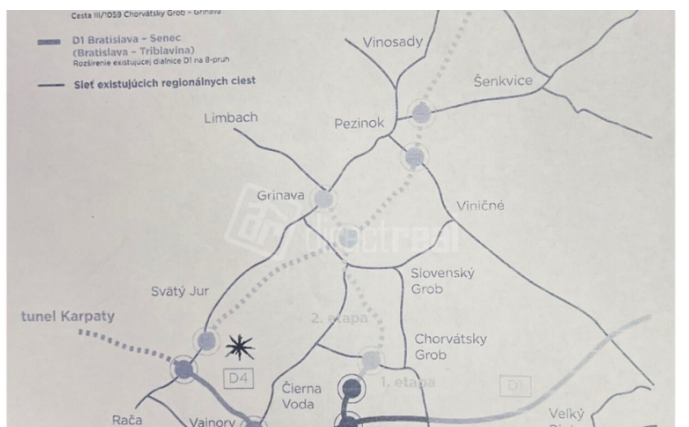 Cesta III/1059 Chorvátsky Grob - Grinava
D1 Bratislava - Senec
(Bratislava - Triblavina)
Rozšírenie existujúcej diaľnice D1 na 8-pruh
Sieť existujúcich regionálnych ciest
Vinosady
Šenkvice
Limbach
Pezinok
Grinava
Viničné
directreal
Slovenský
Grob
Svätý Jur
tunel Karpaty
2. etapa
Chorvátsky
Grob
D4
1. etapa
D1
Čierna
Voda
Rača
Vajnory
Veľký